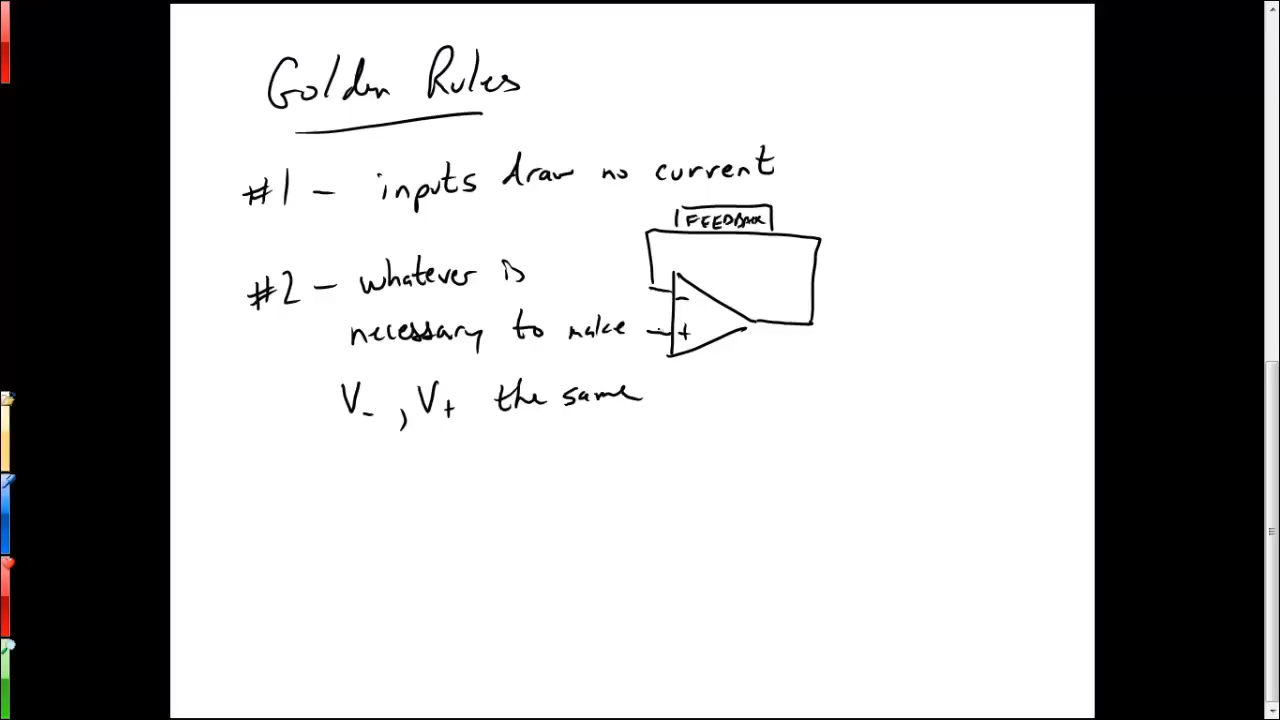 Golden Rules
#1 – inputs draw no current
FEEDBACK
#2 – whatever is
necessary to make
V₋ , V₊ the same
−
+